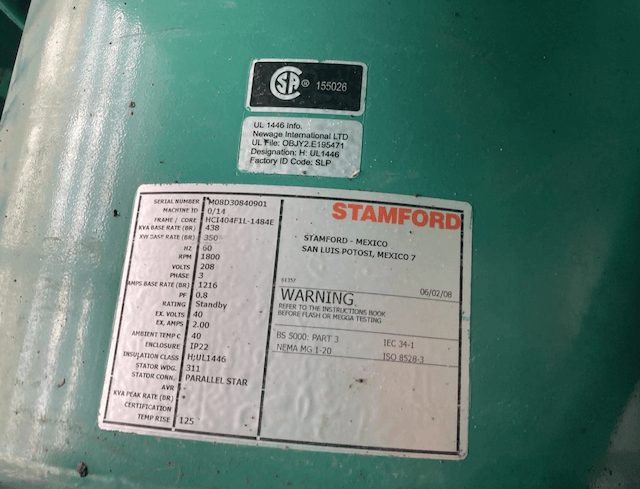 CSA ® 155026
UL 1446 Info.
Newage International LTD
UL File: OBJY2.E195471
Designation: H: UL1446
Factory ID Code: SLP
SERIAL NUMBER M08D30840901
MACHINE ID 0/14
FRAME / CORE HCI404F1L-1484E
KVA BASE RATE (BR) 438
KW BASE RATE (BR) 350
HZ 60
RPM 1800
VOLTS 208
PHASE 3
AMPS BASE RATE (BR) 1216
PF 0.8
RATING Standby
EX. VOLTS 40
EX. AMPS 2.00
AMBIENT TEMP C 40
ENCLOSURE IP22
INSULATION CLASS H;UL1446
STATOR WDG. 311
STATOR CONN. PARALLEL STAR
AVR -
KVA PEAK RATE (BR)
CERTIFICATION
TEMP RISE 125
STAMFORD
STAMFORD - MEXICO
SAN LUIS POTOSI, MEXICO 7
61357
06/02/08
WARNING
REFER TO THE INSTRUCTIONS BOOK
BEFORE FLASH OR MEGGA TESTING
BS 5000: PART 3 IEC 34-1
NEMA MG 1-20 ISO 8528-3